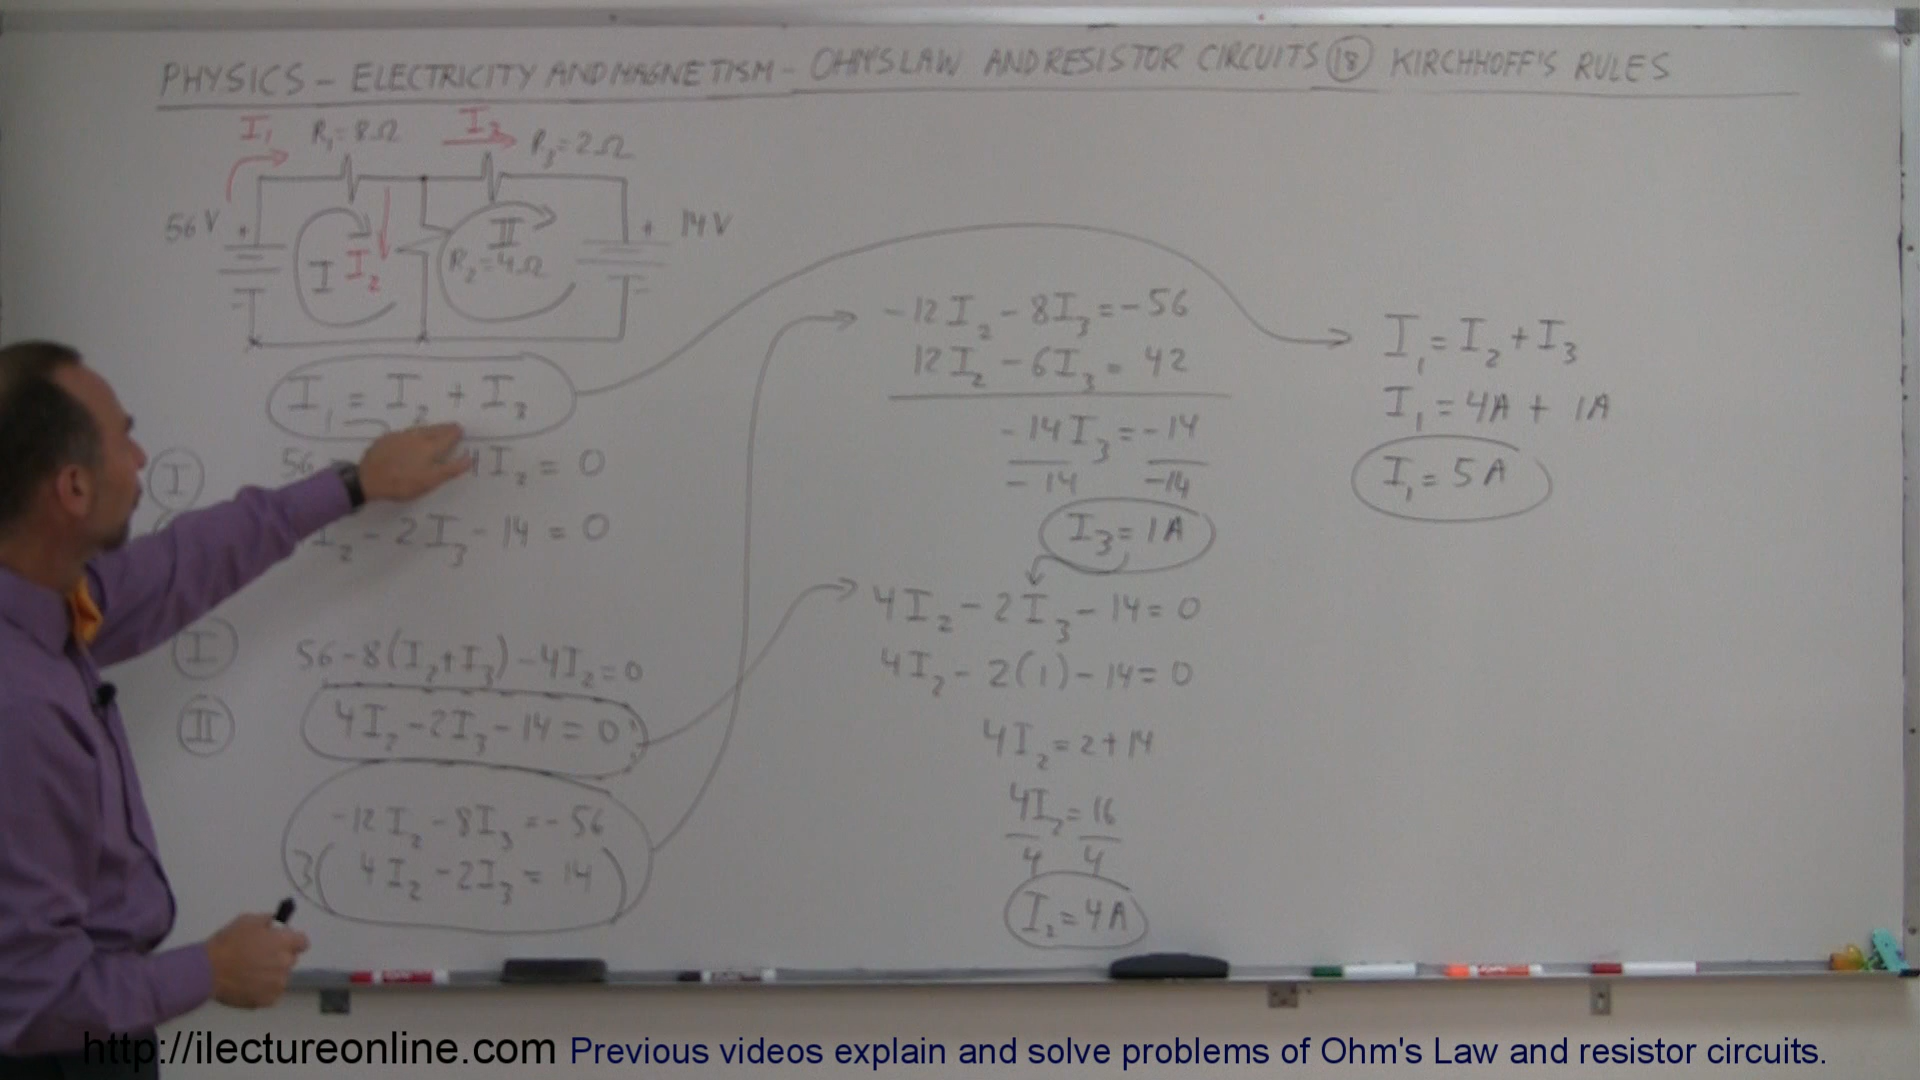 PHYSICS - ELECTRICITY AND MAGNETISM - OHM'S LAW AND RESISTOR CIRCUITS 18 KIRCHHOFF'S RULES
I₁ R₁=8Ω I₃ R₃=2Ω
56V + I I₂ II R₂=4Ω + 14V
- -
I₁ = I₂ + I₃
I 56 4I₂ = 0
I₂ - 2I₃ - 14 = 0
I 56-8(I₂+I₃)-4I₂=0
II 4I₂-2I₃-14=0
-12I₂-8I₃=-56
3( 4I₂-2I₃=14 )
-12I₂-8I₃=-56
12I₂-6I₃=42
-14I₃=-14
-14 -14
I₃=1A
4I₂-2I₃-14=0
4I₂-2(1)-14=0
4I₂=2+14
4I₂=16
4 4
I₂=4A
I₁=I₂+I₃
I₁=4A+1A
I₁=5A
http://ilectureonline.com Previous videos explain and solve problems of Ohm's Law and resistor circuits.